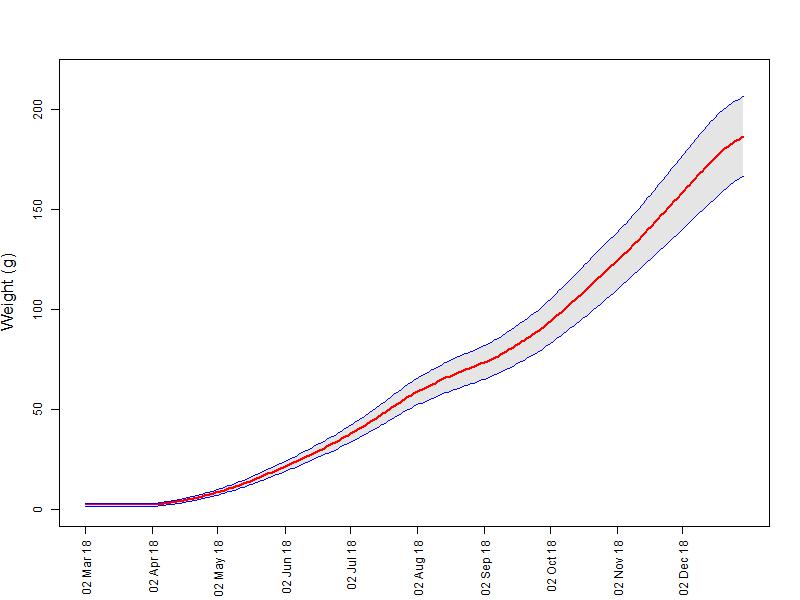 Weight (g)
200
150
100
50
0
02 Mar 18
02 Apr 18
02 May 18
02 Jun 18
02 Jul 18
02 Aug 18
02 Sep 18
02 Oct 18
02 Nov 18
02 Dec 18